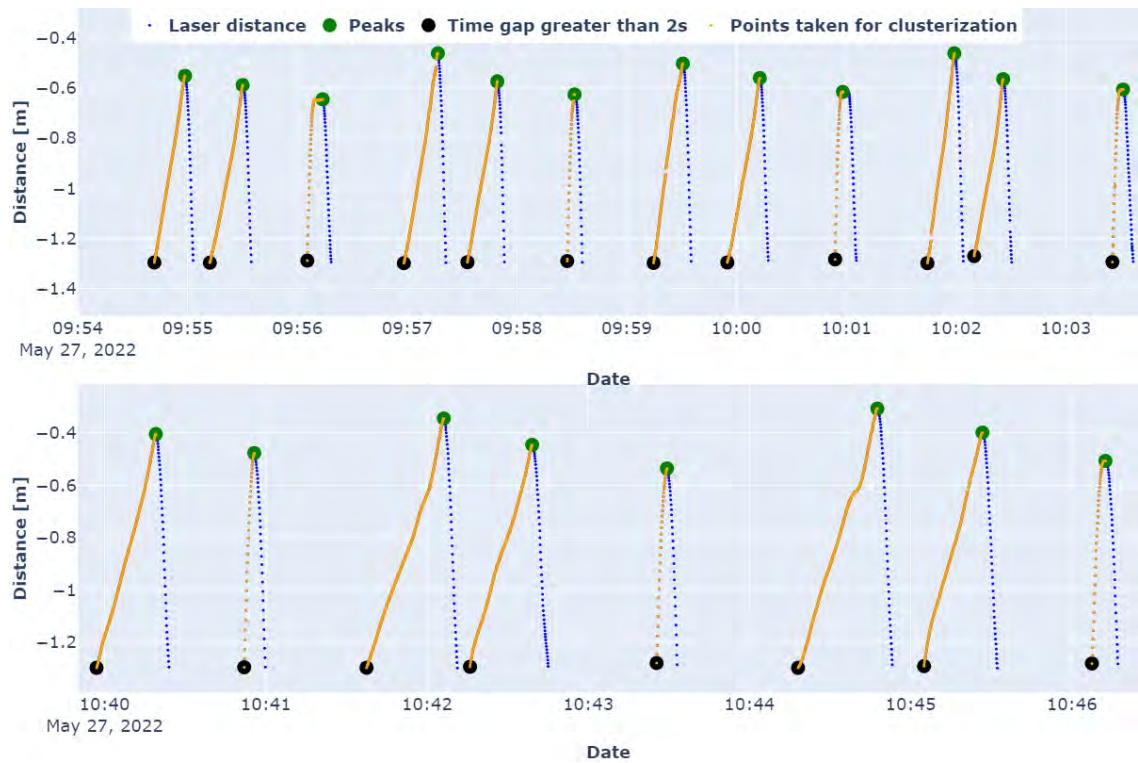 Laser distance Peaks Time gap greater than 2s Points taken for clusterization
Distance [m]
−0.4
−0.6
−0.8
−1
−1.2
−1.4
09:54 09:55 09:56 09:57 09:58 09:59 10:00 10:01 10:02 10:03
May 27, 2022
Date
Distance [m]
−0.4
−0.6
−0.8
−1
−1.2
10:40 10:41 10:42 10:43 10:44 10:45 10:46
May 27, 2022
Date